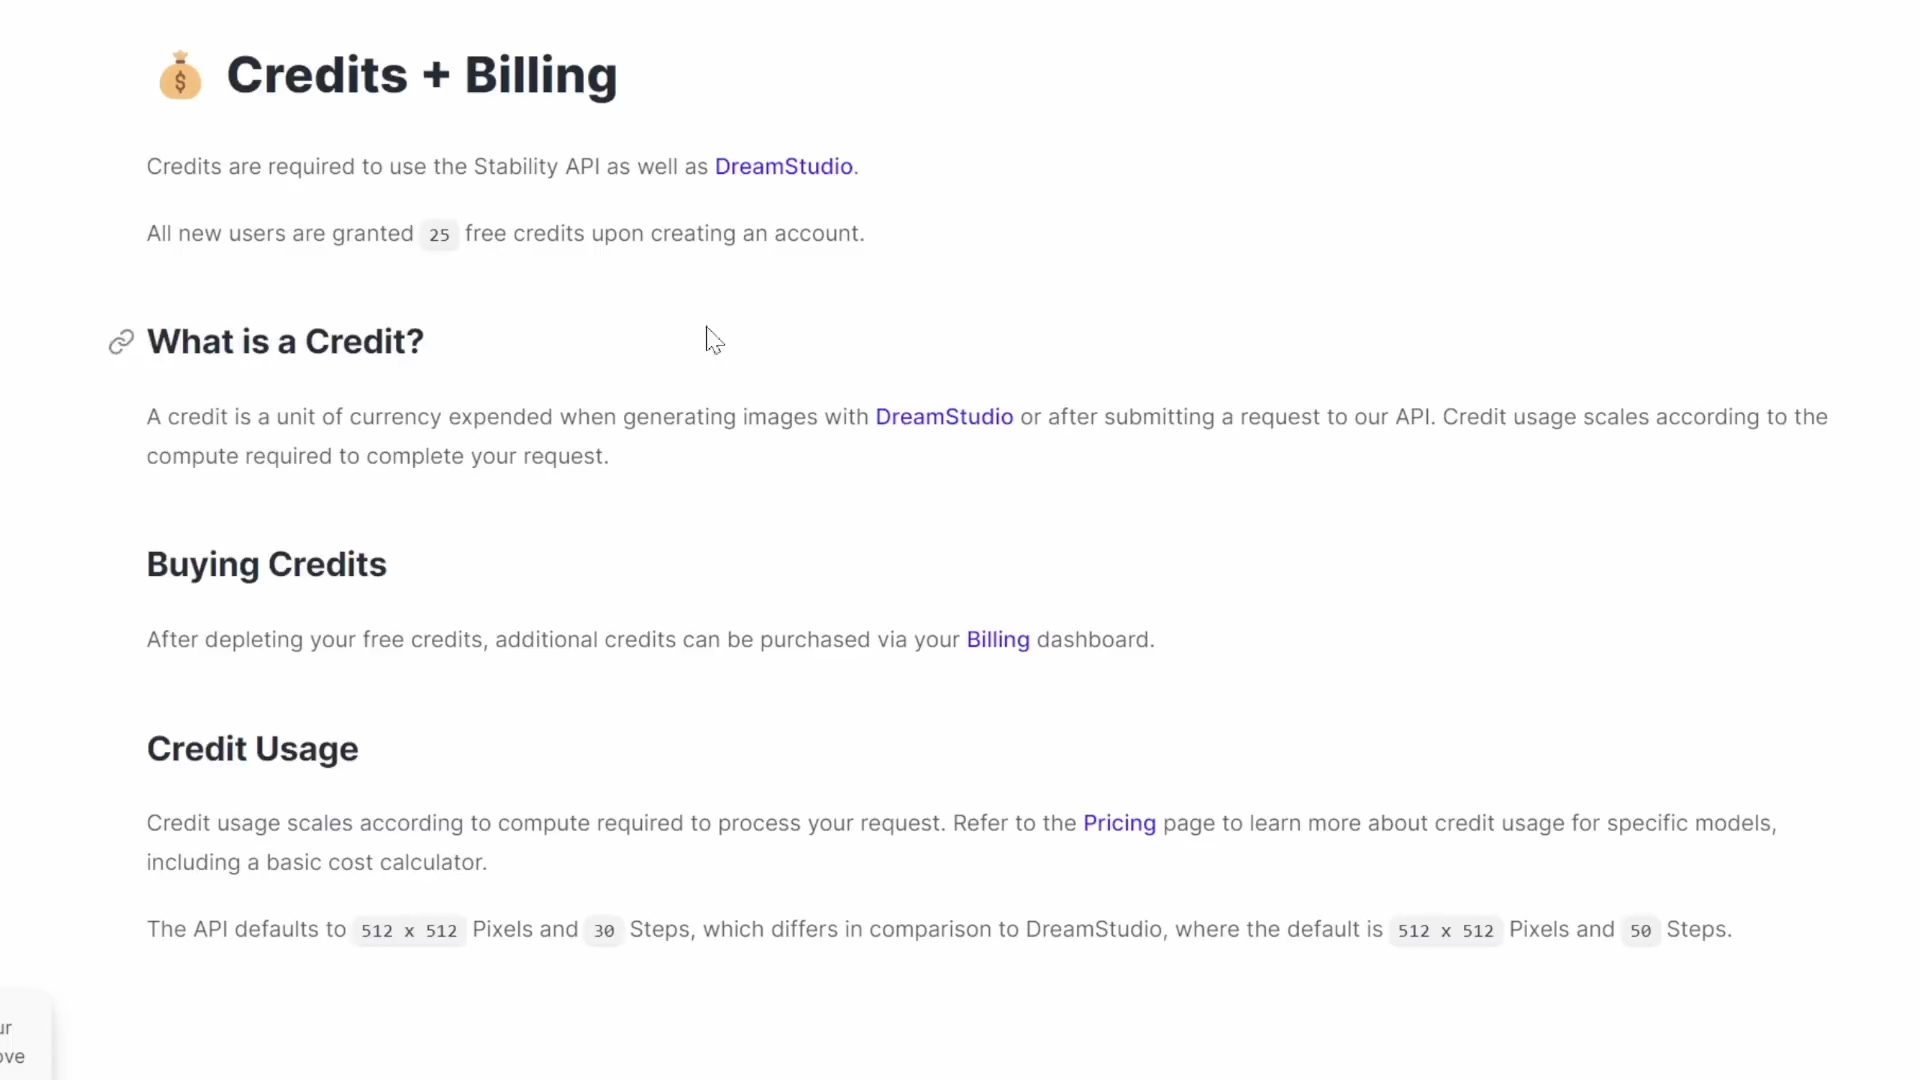 Credits + Billing
Credits are required to use the Stability API as well as DreamStudio.
All new users are granted 25 free credits upon creating an account.
What is a Credit?
A credit is a unit of currency expended when generating images with DreamStudio or after submitting a request to our API. Credit usage scales according to the
compute required to complete your request.
Buying Credits
After depleting your free credits, additional credits can be purchased via your Billing dashboard.
Credit Usage
Credit usage scales according to compute required to process your request. Refer to the Pricing page to learn more about credit usage for specific models,
including a basic cost calculator.
The API defaults to 512 x 512 Pixels and 30 Steps, which differs in comparison to DreamStudio, where the default is 512 x 512 Pixels and 50 Steps.